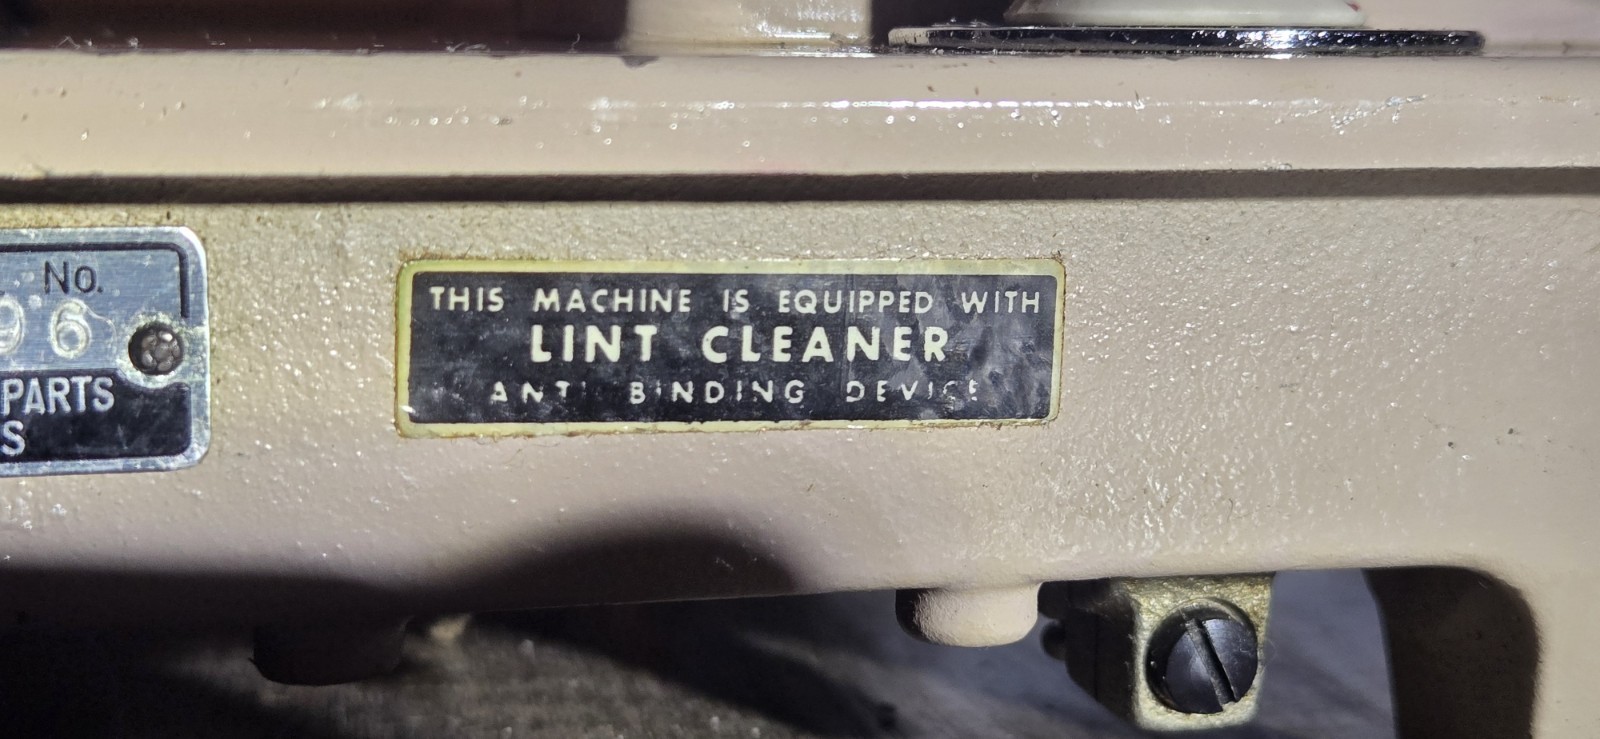 No.
96
PARTS
S
THIS MACHINE IS EQUIPPED WITH
LINT CLEANER
ANTI BINDING DEVICE